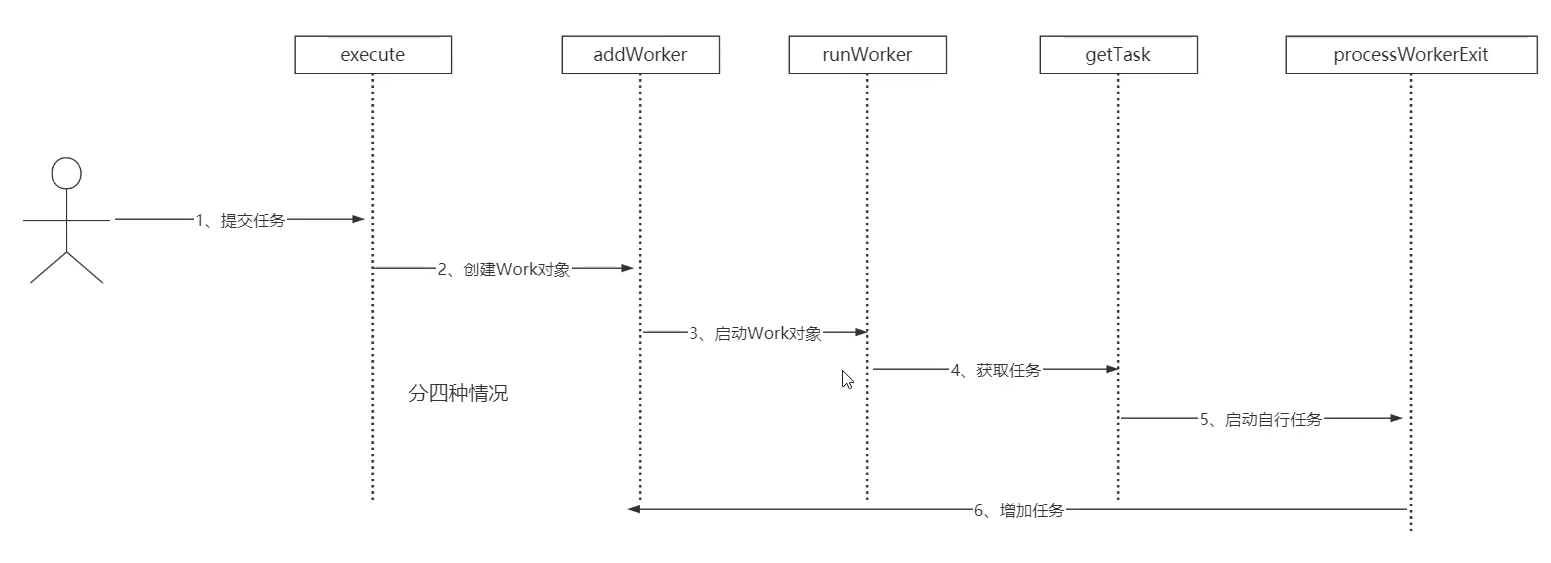 execute
addWorker
runWorker
getTask
processWorkerExit
1、提交任务
2、创建Work对象
3、启动Work对象
4、获取任务
分四种情况
5、启动自行任务
6、增加任务